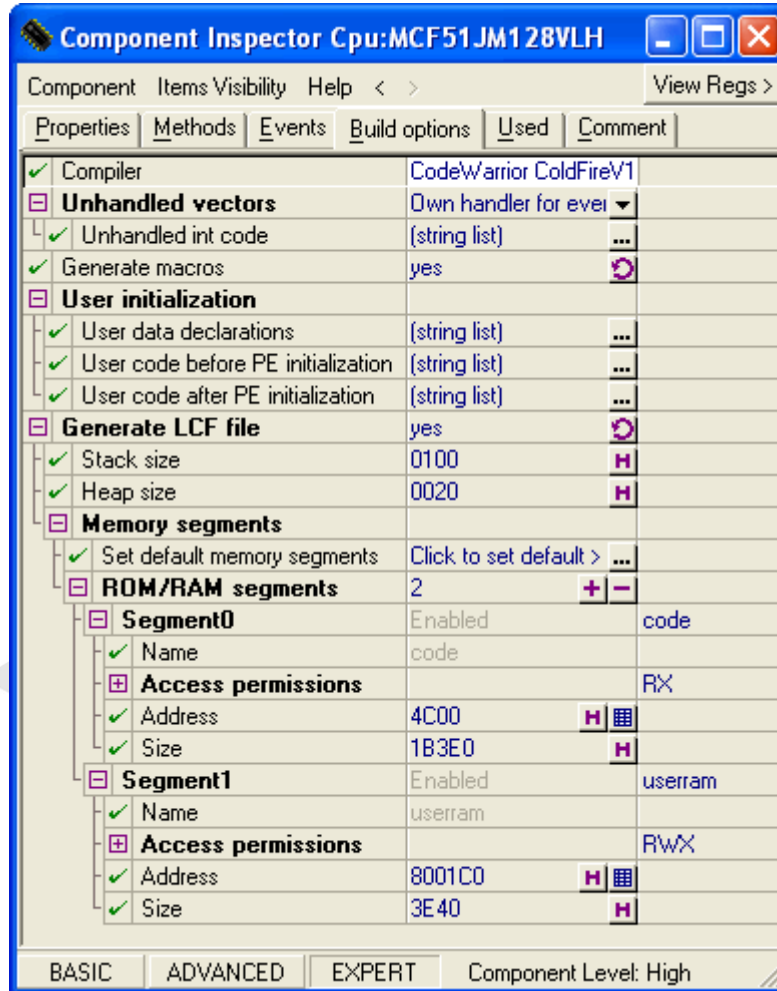 Component Inspector Cpu:MCF51JM128VLH
Component Items Visibility Help < > View Regs >
Properties Methods Events Build options Used Comment
Compiler CodeWarrior ColdFireV1
Unhandled vectors Own handler for ever
Unhandled int code (string list) ...
Generate macros yes
User initialization
User data declarations (string list) ...
User code before PE initialization (string list) ...
User code after PE initialization (string list) ...
Generate LCF file yes
Stack size 0100 H
Heap size 0020 H
Memory segments
Set default memory segments Click to set default > ...
ROM/RAM segments 2 + −
Segment0 Enabled code
Name code
Access permissions RX
Address 4C00 H
Size 1B3E0 H
Segment1 Enabled userram
Name userram
Access permissions RWX
Address 8001C0 H
Size 3E40 H
BASIC ADVANCED EXPERT Component Level: High